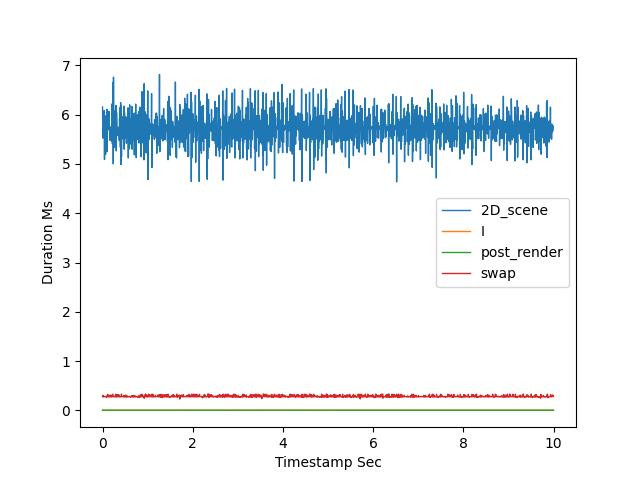 7
6
5
4
3
2
1
0
Duration Ms
2D_scene
I
post_render
swap
0 2 4 6 8 10
Timestamp Sec